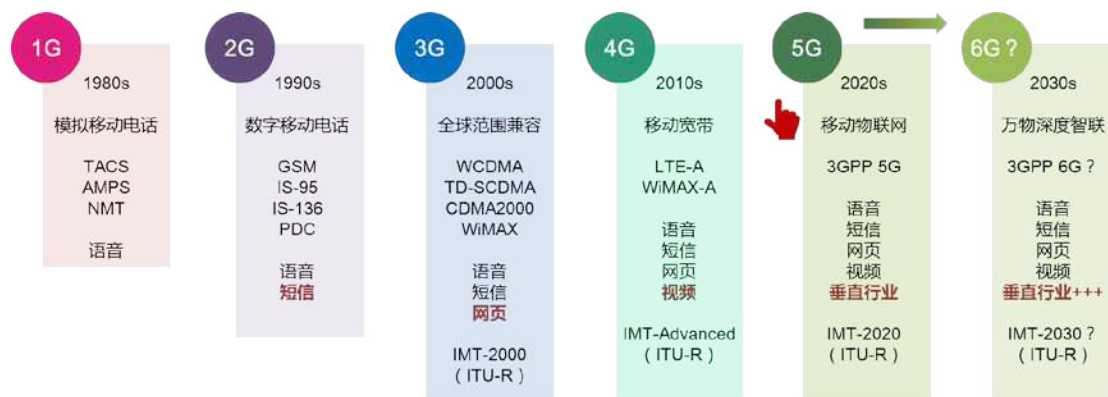 1G
1980s
模拟移动电话
TACS
AMPS
NMT
语音
2G
1990s
数字移动电话
GSM
IS-95
IS-136
PDC
语音
短信
3G
2000s
全球范围兼容
WCDMA
TD-SCDMA
CDMA2000
WiMAX
语音
短信
网页
IMT-2000
（ITU-R）
4G
2010s
移动宽带
LTE-A
WiMAX-A
语音
短信
网页
视频
IMT-Advanced
（ITU-R）
5G
2020s
移动物联网
3GPP 5G
语音
短信
网页
视频
垂直行业
IMT-2020
（ITU-R）
6G？
2030s
万物深度智联
3GPP 6G？
语音
短信
网页
视频
垂直行业+++
IMT-2030？
（ITU-R）